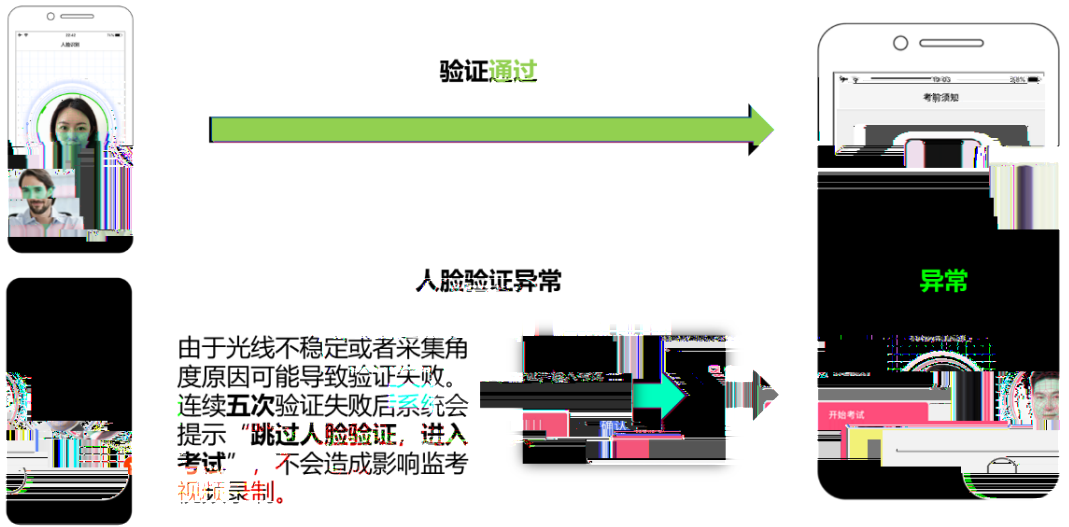 人脸识别
验证通过
考前须知
人脸验证异常
异常
由于光线不稳定或者采集角
度原因可能导致验证失败。
连续五次验证失败后系统会
提示“跳过人脸验证，进入
考试”，不会造成影响监考
视频录制。
确认
开始考试